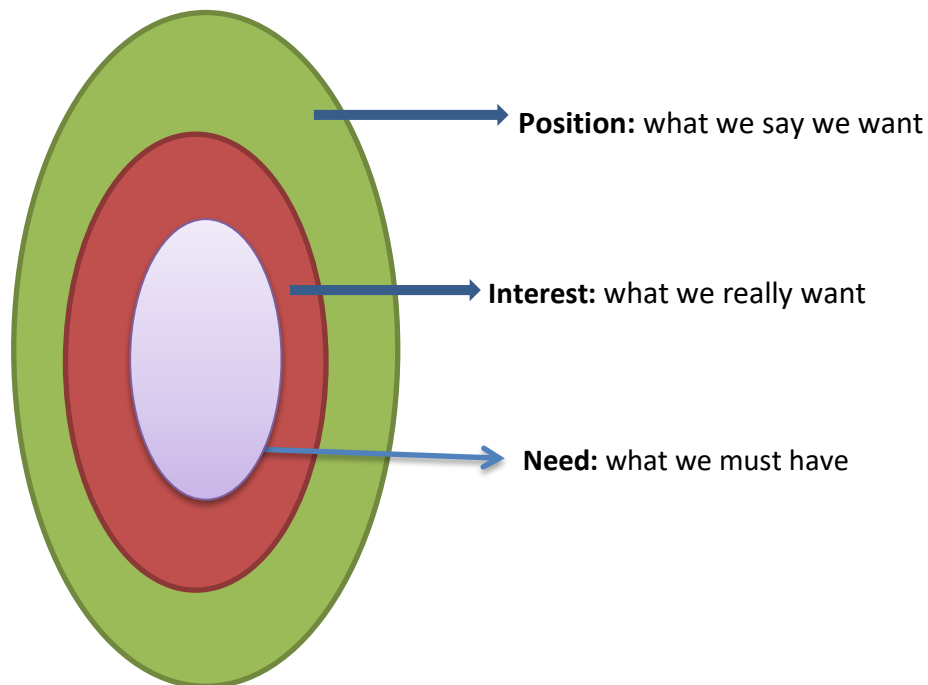 Position: what we say we want
Interest: what we really want
Need: what we must have